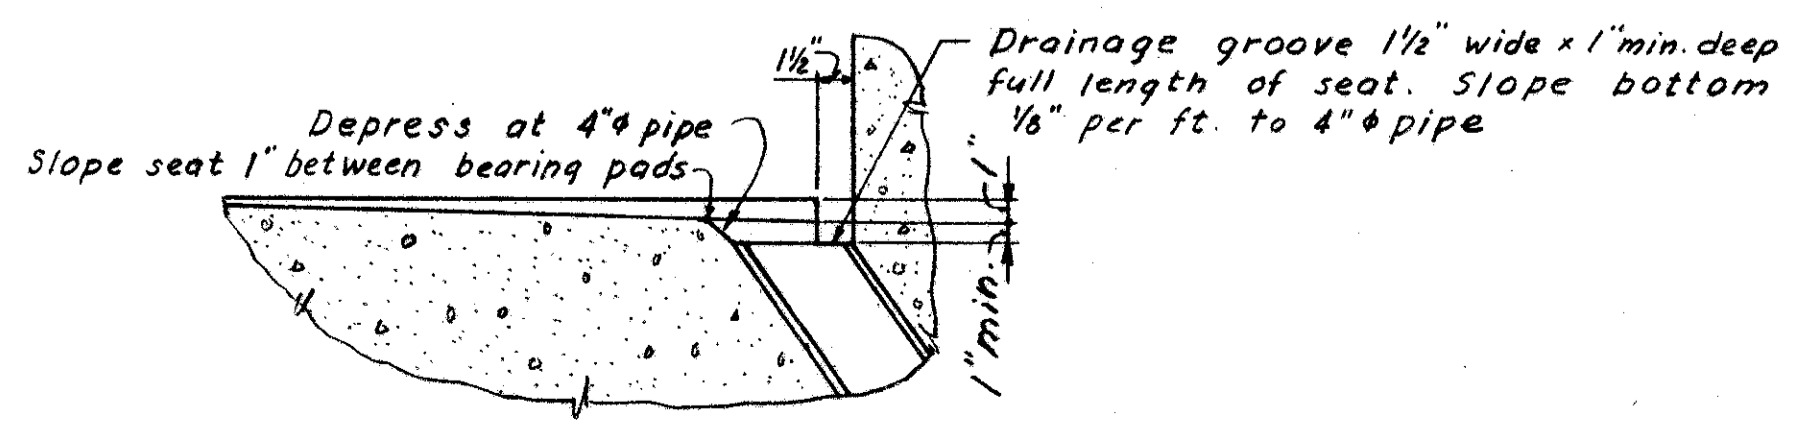 1½"
Drainage groove 1½" wide x 1" min. deep
full length of seat. Slope bottom
⅛" per ft. to 4"ϕ pipe
Depress at 4"ϕ pipe
Slope seat 1" between bearing pads
1"
1" min.